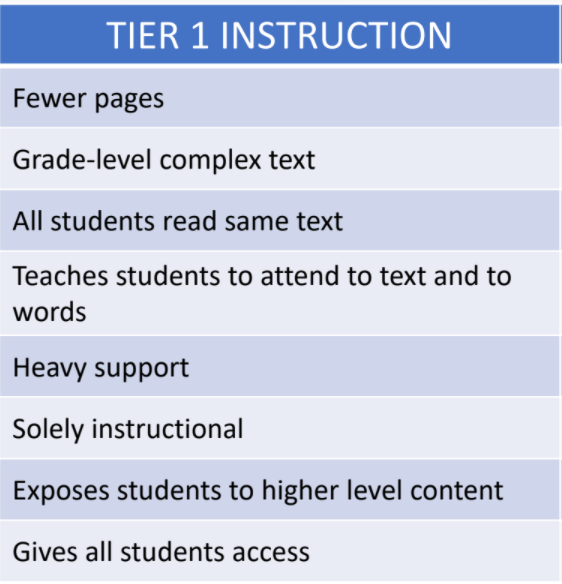 TIER 1 INSTRUCTION
Fewer pages
Grade-level complex text
All students read same text
Teaches students to attend to text and to
words
Heavy support
Solely instructional
Exposes students to higher level content
Gives all students access